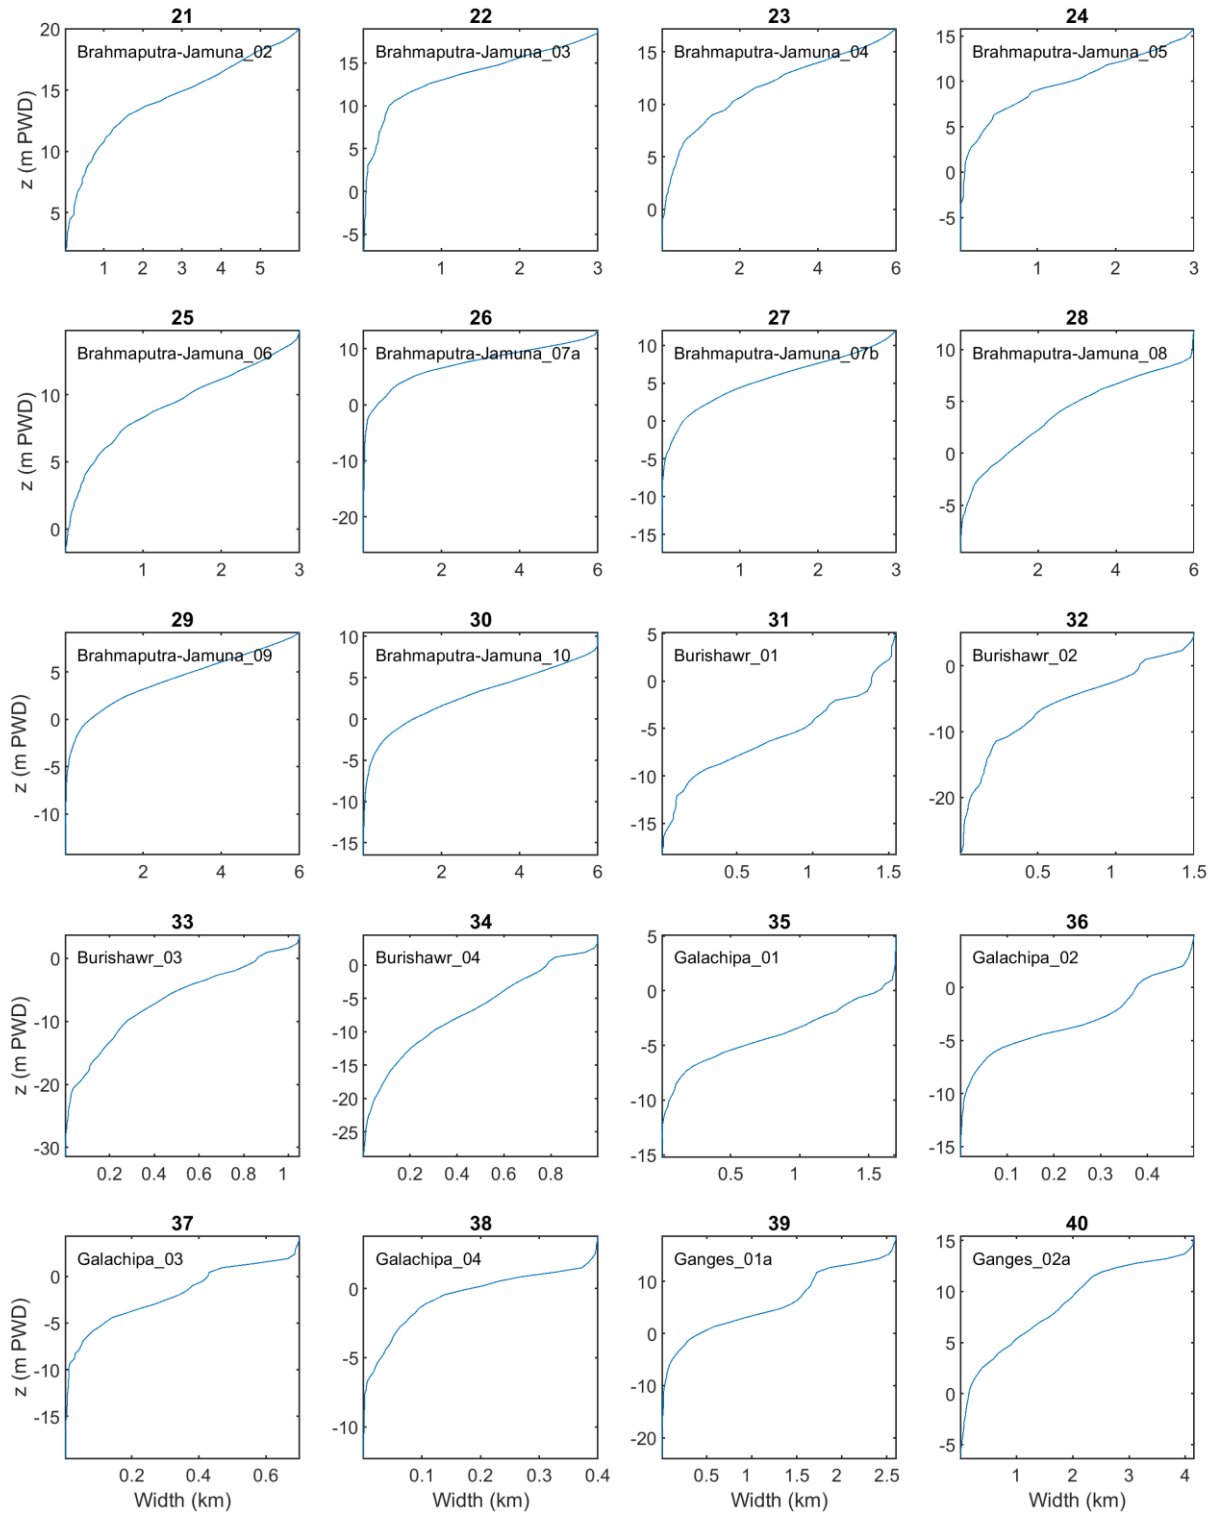 21
22
23
24
z (m PWD)
20
15
10
5
Brahmaputra-Jamuna_02
1 2 3 4 5
15
10
5
0
-5
Brahmaputra-Jamuna_03
1 2 3
15
10
5
0
Brahmaputra-Jamuna_04
2 4 6
15
10
5
0
-5
Brahmaputra-Jamuna_05
1 2 3
25
26
27
28
z (m PWD)
10
5
0
Brahmaputra-Jamuna_06
1 2 3
10
0
-10
-20
Brahmaputra-Jamuna_07a
2 4 6
10
5
0
-5
-10
-15
Brahmaputra-Jamuna_07b
1 2 3
10
5
0
-5
Brahmaputra-Jamuna_08
2 4 6
29
30
31
32
z (m PWD)
5
0
-5
-10
Brahmaputra-Jamuna_09
2 4 6
10
5
0
-5
-10
-15
Brahmaputra-Jamuna_10
2 4 6
5
0
-5
-10
-15
Burishawr_01
0.5 1 1.5
0
-10
-20
Burishawr_02
0.5 1 1.5
33
34
35
36
z (m PWD)
0
-10
-20
-30
Burishawr_03
0.2 0.4 0.6 0.8 1
0
-5
-10
-15
-20
-25
Burishawr_04
0.2 0.4 0.6 0.8
5
0
-5
-10
-15
Galachipa_01
0.5 1 1.5
0
-5
-10
-15
Galachipa_02
0.1 0.2 0.3 0.4
37
38
39
40
z (m PWD)
0
-5
-10
-15
Galachipa_03
0.2 0.4 0.6
Width (km)
0
-5
-10
Galachipa_04
0.1 0.2 0.3 0.4
Width (km)
10
0
-10
-20
Ganges_01a
0.5 1 1.5 2 2.5
Width (km)
15
10
5
0
-5
Ganges_02a
1 2 3 4
Width (km)